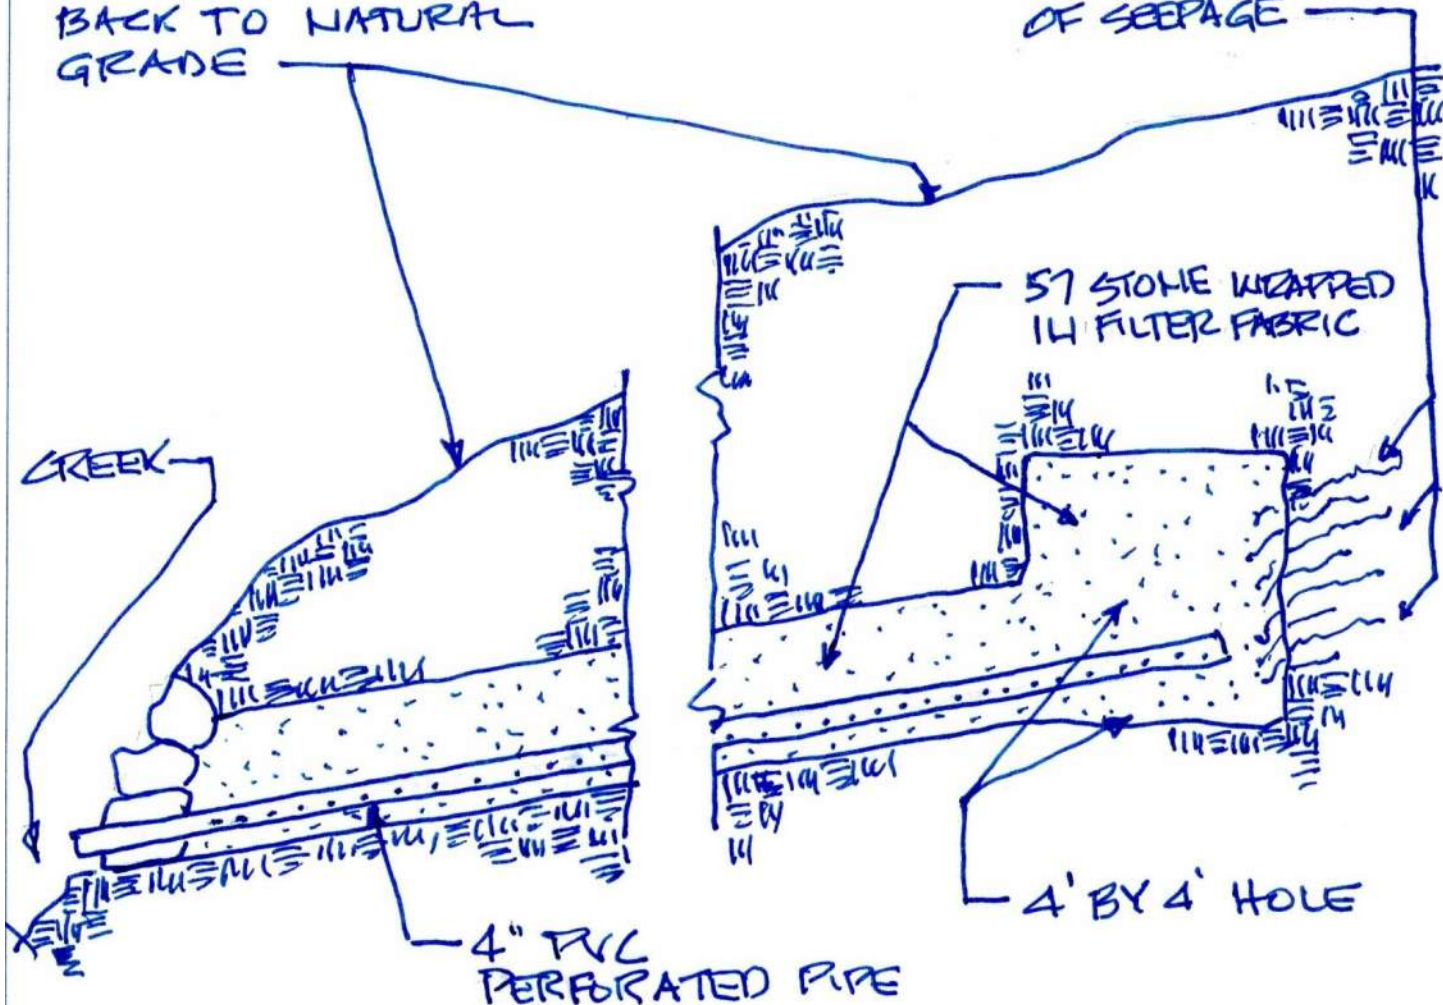 BACK TO NATURAL
GRADE
OF SEEPAGE
57 STONE WRAPPED
IN FILTER FABRIC
CREEK
4' BY 4' HOLE
4" PVC
PERFORATED PIPE